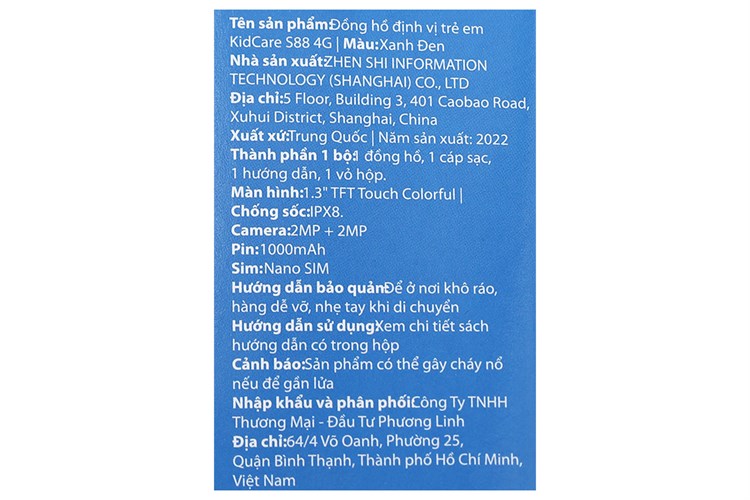 Tên sản phẩm:Đồng hồ định vị trẻ em
KidCare S88 4G | Màu:Xanh Đen
Nhà sản xuất:ZHEN SHI INFORMATION
TECHNOLOGY (SHANGHAI) CO., LTD
Địa chỉ:5 Floor, Building 3, 401 Caobao Road,
Xuhui District, Shanghai, China
Xuất xứ:Trung Quốc | Năm sản xuất: 2022
Thành phần 1 bộ:1 đồng hồ, 1 cáp sạc,
1 hướng dẫn, 1 vỏ hộp.
Màn hình:1.3" TFT Touch Colorful |
Chống sốc:IPX8.
Camera:2MP + 2MP
Pin:1000mAh
Sim:Nano SIM
Hướng dẫn bảo quản:Để ở nơi khô ráo,
hàng dễ vỡ, nhẹ tay khi di chuyển
Hướng dẫn sử dụng:Xem chi tiết sách
hướng dẫn có trong hộp
Cảnh báo:Sản phẩm có thể gây cháy nổ
nếu để gần lửa
Nhập khẩu và phân phối:Công Ty TNHH
Thương Mại - Đầu Tư Phương Linh
Địa chỉ:64/4 Võ Oanh, Phường 25,
Quận Bình Thạnh, Thành phố Hồ Chí Minh,
Việt Nam